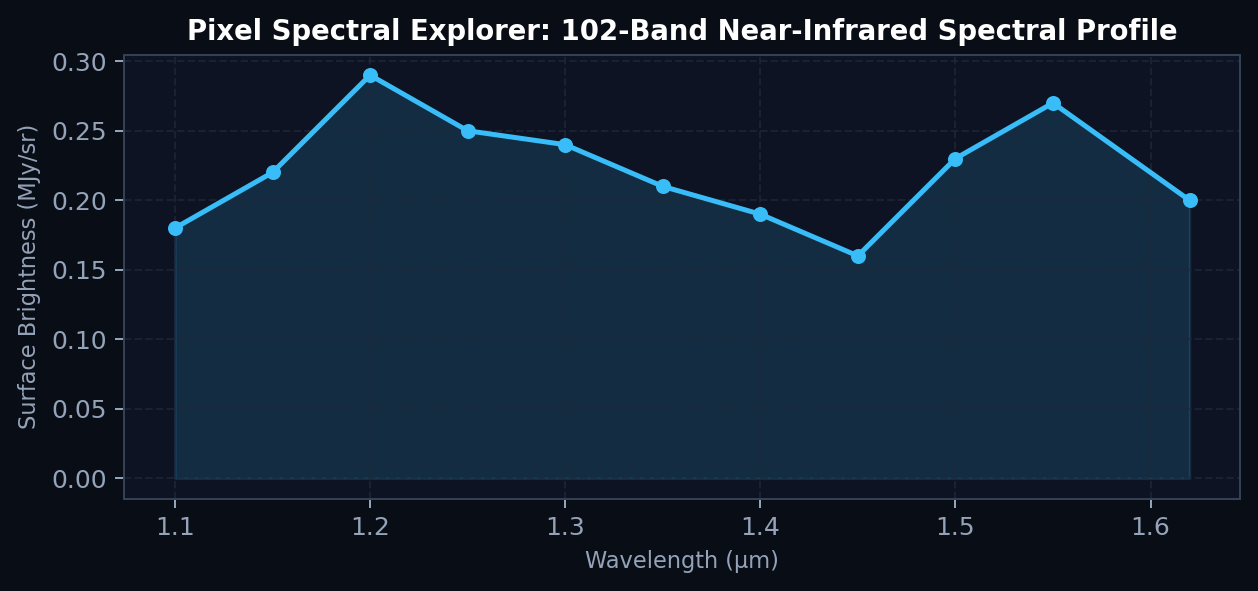 Pixel Spectral Explorer: 102-Band Near-Infrared Spectral Profile
Surface Brightness (MJy/sr)
0.30
0.25
0.20
0.15
0.10
0.05
0.00
1.1 1.2 1.3 1.4 1.5 1.6
Wavelength (μm)